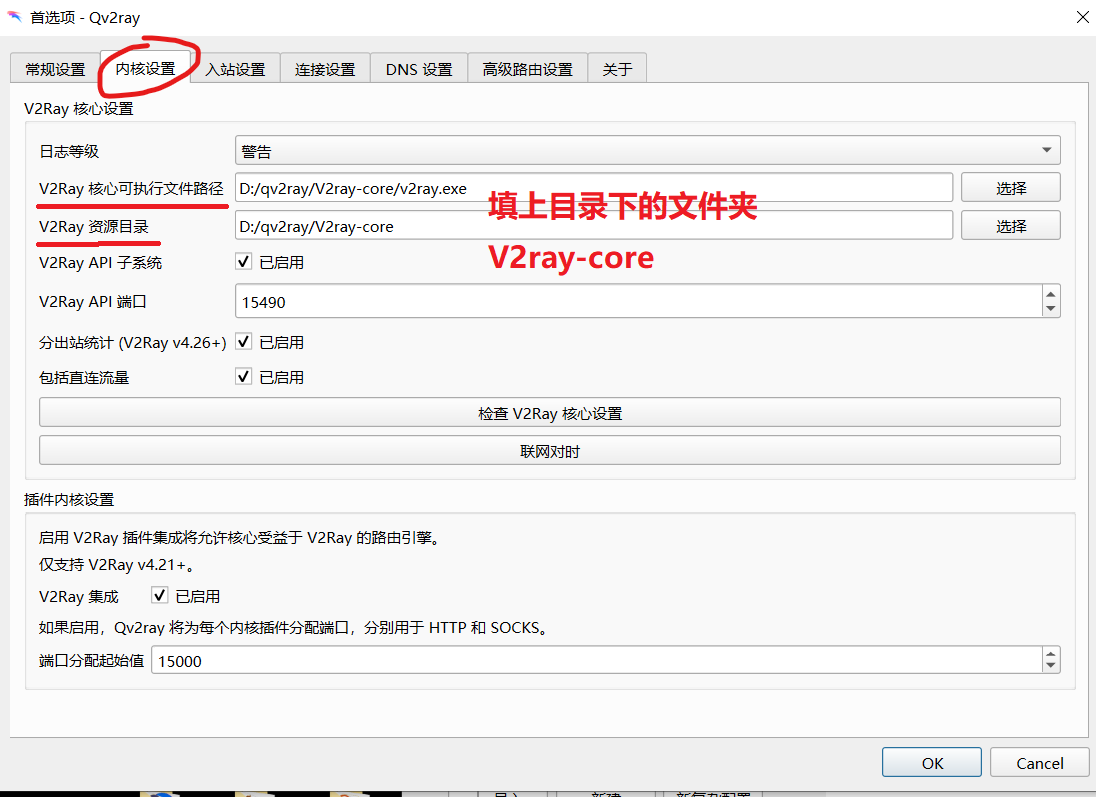 首选项 - Qv2ray
常规设置 内核设置 入站设置 连接设置 DNS 设置 高级路由设置 关于
V2Ray 核心设置
日志等级 警告
V2Ray 核心可执行文件路径 D:/qv2ray/V2ray-core/v2ray.exe 选择
填上目录下的文件夹
V2Ray 资源目录 D:/qv2ray/V2ray-core 选择
V2ray-core
V2Ray API 子系统 已启用
V2Ray API 端口 15490
分出站统计 (V2Ray v4.26+) 已启用
包括直连流量 已启用
检查 V2Ray 核心设置
联网对时
插件内核设置
启用 V2Ray 插件集成将允许核心受益于 V2Ray 的路由引擎。
仅支持 V2Ray v4.21+。
V2Ray 集成 已启用
如果启用，Qv2ray 将为每个内核插件分配端口，分别用于 HTTP 和 SOCKS。
端口分配起始值 15000
OK Cancel